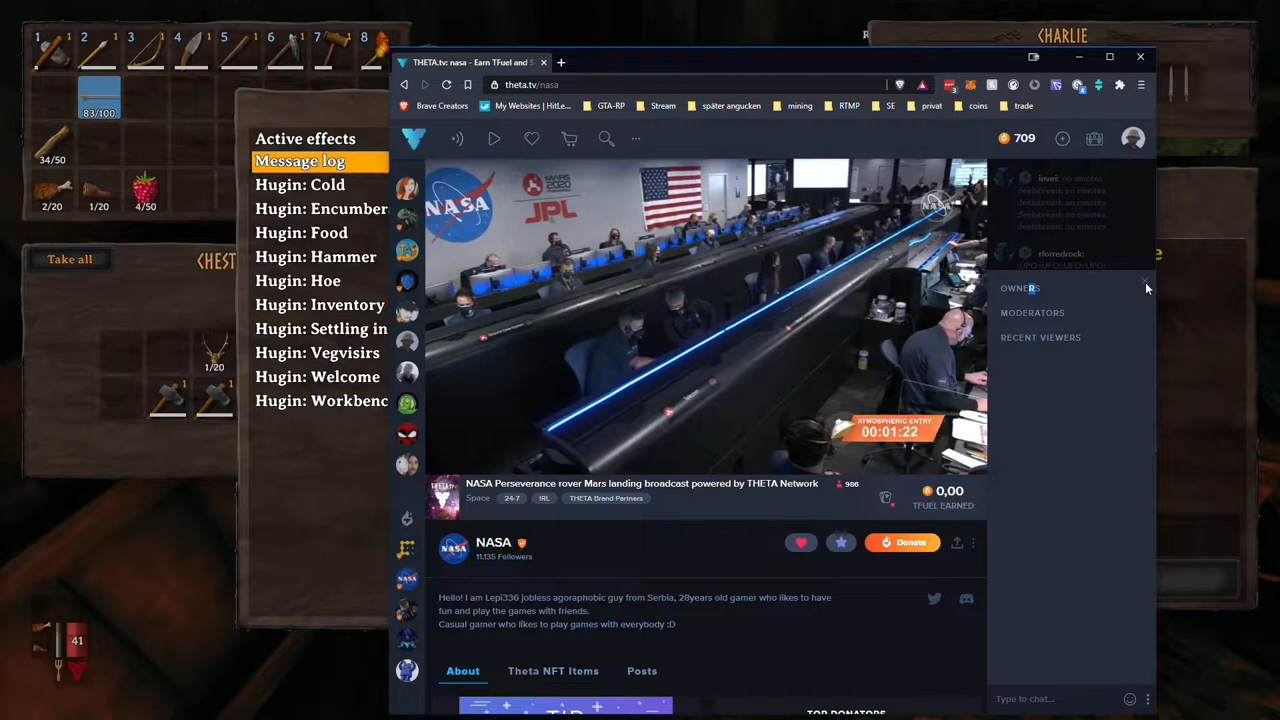 1 2 3 4 5 6 7 8
83/100
34/50
2/20 1/20 4/50
Take all
CHEST
1/20
41
Active effects
Message log
Hugin: Cold
Hugin: Encumber
Hugin: Food
Hugin: Hammer
Hugin: Hoe
Hugin: Inventory
Hugin: Settling in
Hugin: Vegvisirs
Hugin: Welcome
Hugin: Workbenc
CHARLIE
THETA.tv: nasa - Earn TFuel and S
theta.tv/nasa
Brave Creators My Websites | HitLe... GTA-RP Stream später angucken mining RTMP SE privat coins trade
709
NASA
MARS 2020
JPL
NASA
ATMOSPHERIC ENTRY
00:01:22
invei: no emotes
rforredrock:
OWNERS
MODERATORS
RECENT VIEWERS
Type to chat...
NASA Perseverance rover Mars landing broadcast powered by THETA Network
986
Space 24-7 IRL THETA Brand Partners
0,00
TFUEL EARNED
NASA
11.135 Followers
Donate
Hello! I am Lepi336 jobless agoraphobic guy from Serbia, 28years old gamer who likes to have
fun and play the games with friends.
Casual gamer who likes to play games with everybody :D
About Theta NFT Items Posts
TOP DONATORS